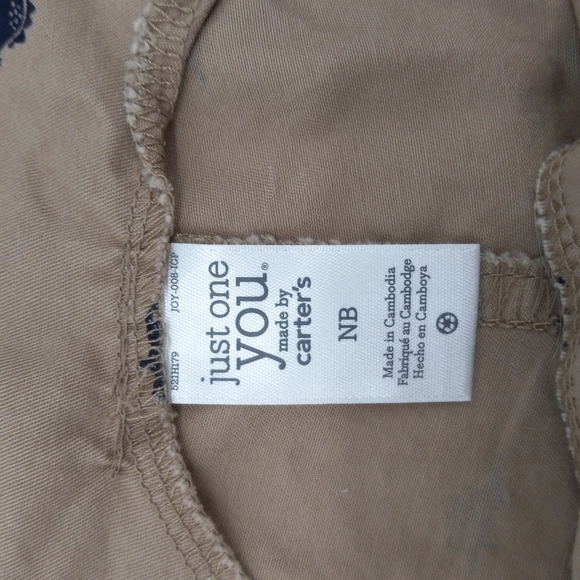 521H179 JOY-008-1CP
just one
you®
made by
carter's
NB
Made in Cambodia
Fabriqué au Cambodge
Hecho en Camboya